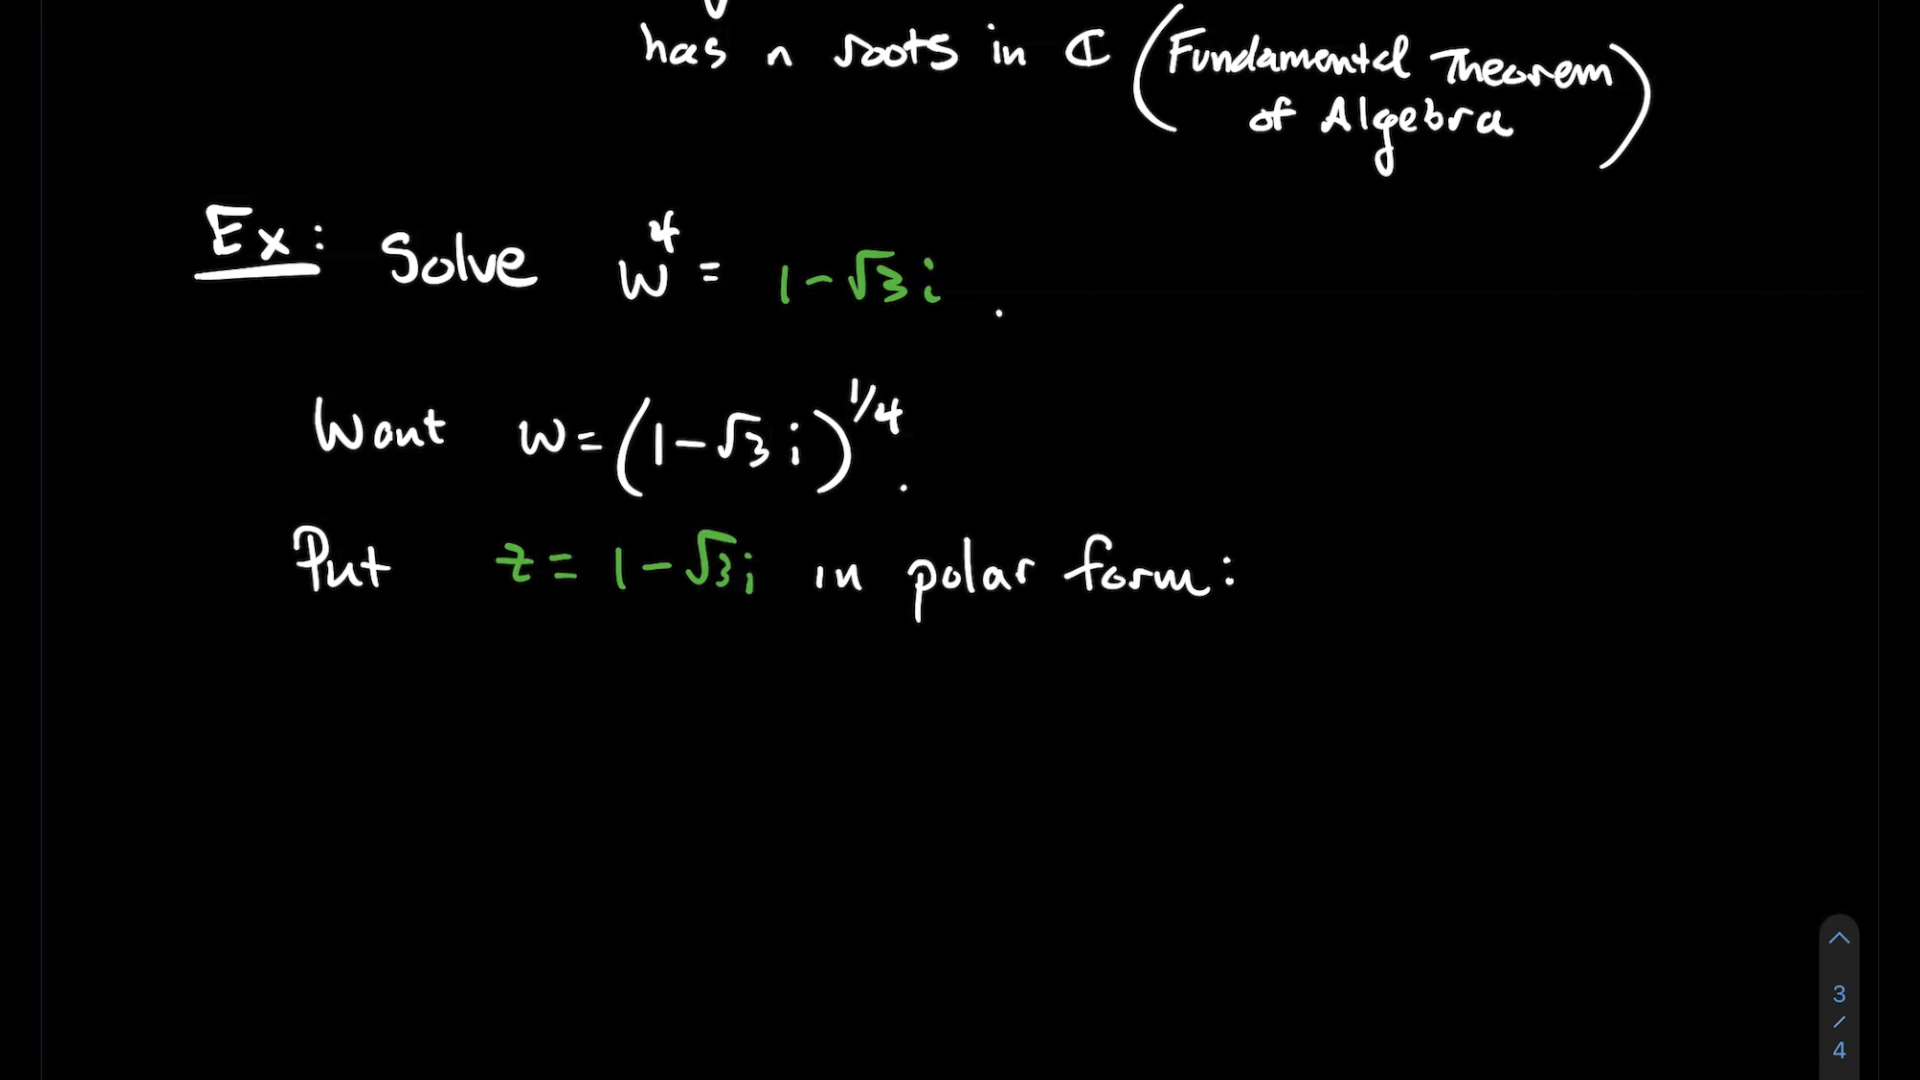 has n roots in ℂ (Fundamental Theorem
of Algebra)
Ex: Solve w⁴ = 1-√3 i .
Want w = (1-√3 i)^1/4 .
Put z = 1-√3 i in polar form:
3
/
4